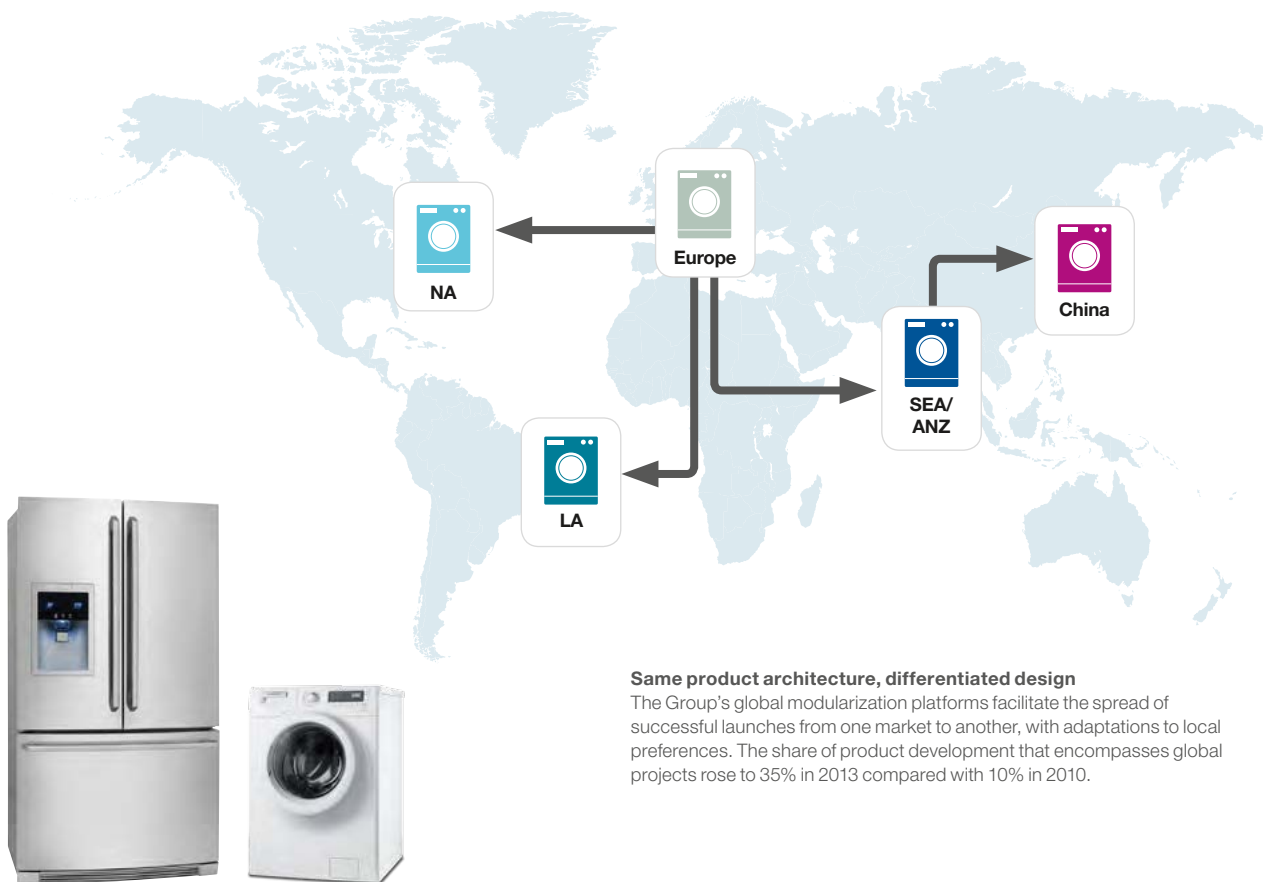 Europe
NA
China
SEA/
ANZ
LA
Same product architecture, differentiated design
The Group’s global modularization platforms facilitate the spread of
successful launches from one market to another, with adaptations to local
preferences. The share of product development that encompasses global
projects rose to 35% in 2013 compared with 10% in 2010.